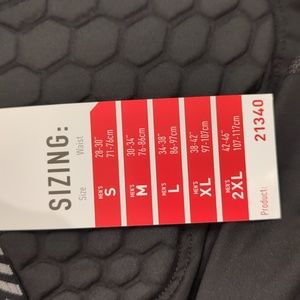 SIZING:
Size Waist
MEN'S S 28-30" 71-76cm
MEN'S M 30-34" 76-86cm
MEN'S L 34-38" 86-97cm
MEN'S XL 38-42" 97-107cm
MEN'S 2XL 42-46" 107-117cm
Product: 21340